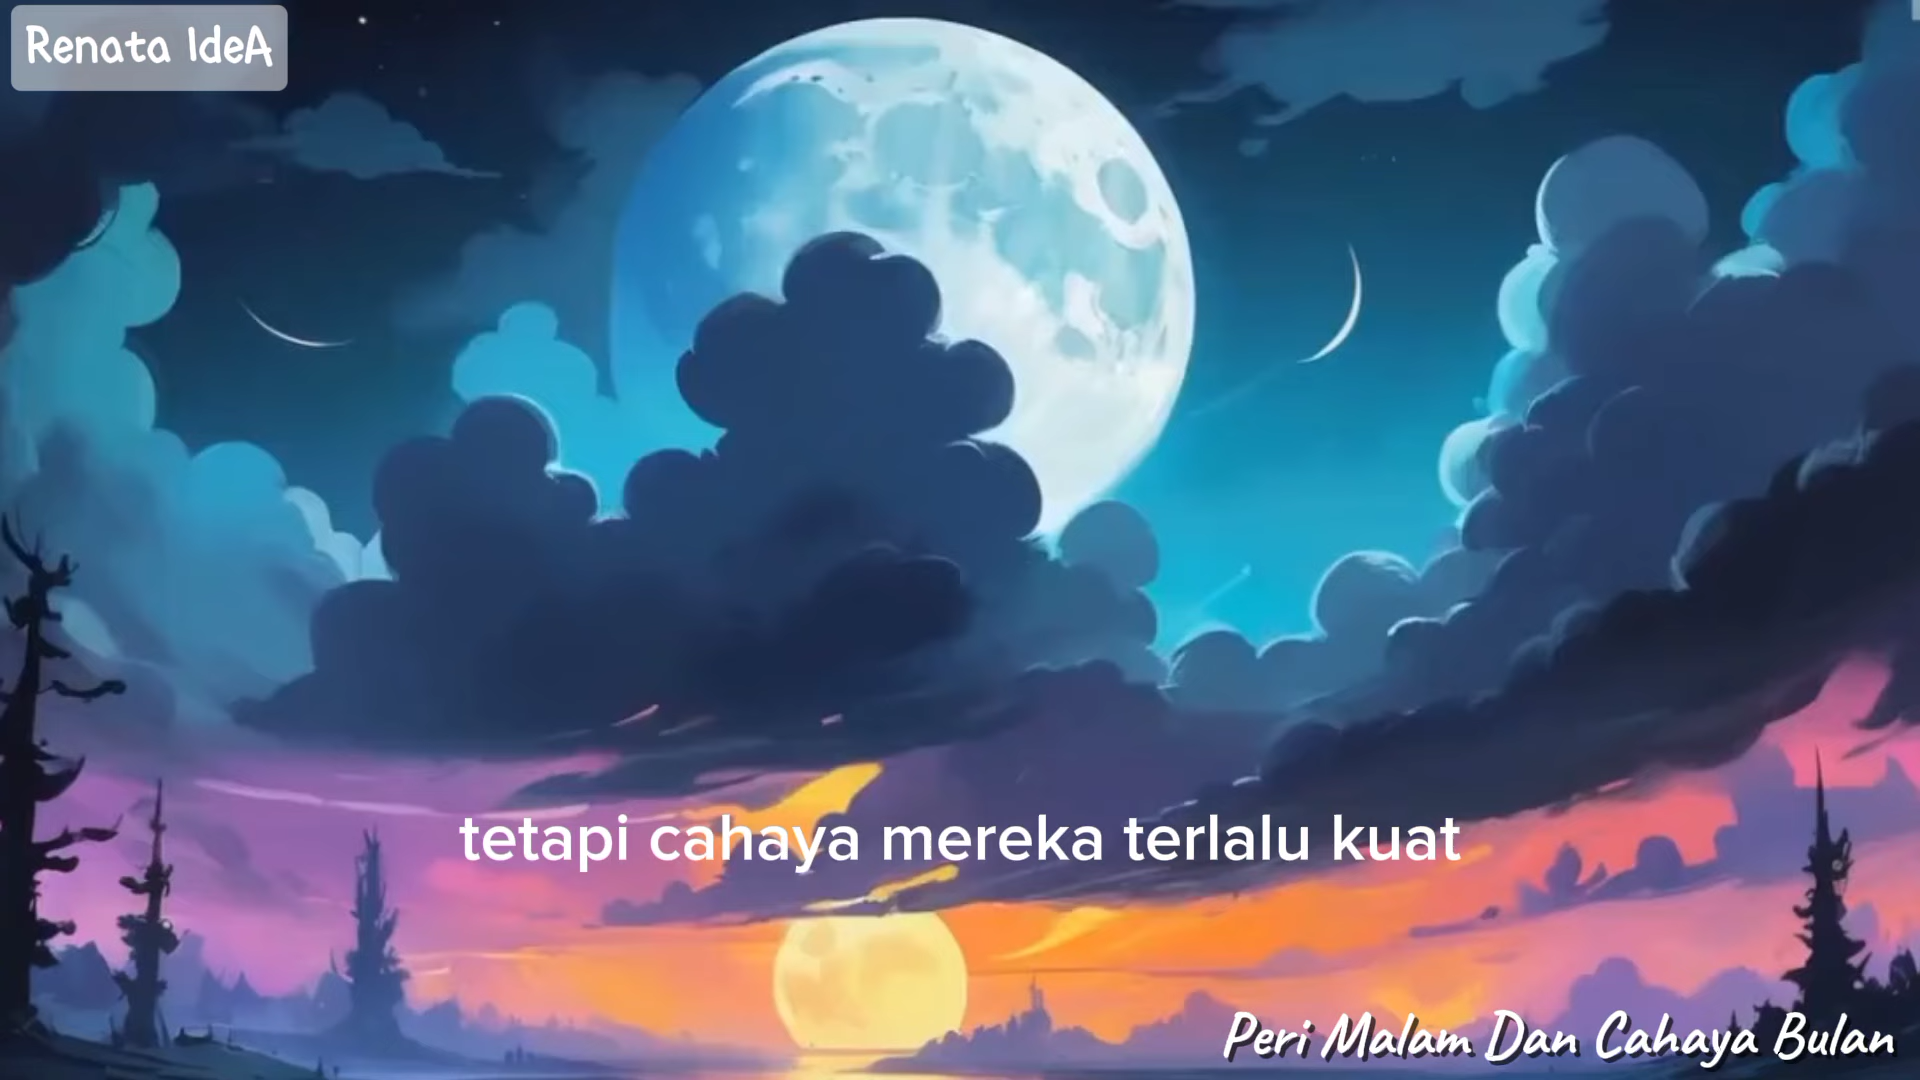 Renata IdeA
tetapi cahaya mereka terlalu kuat
Peri Malam Dan Cahaya Bulan